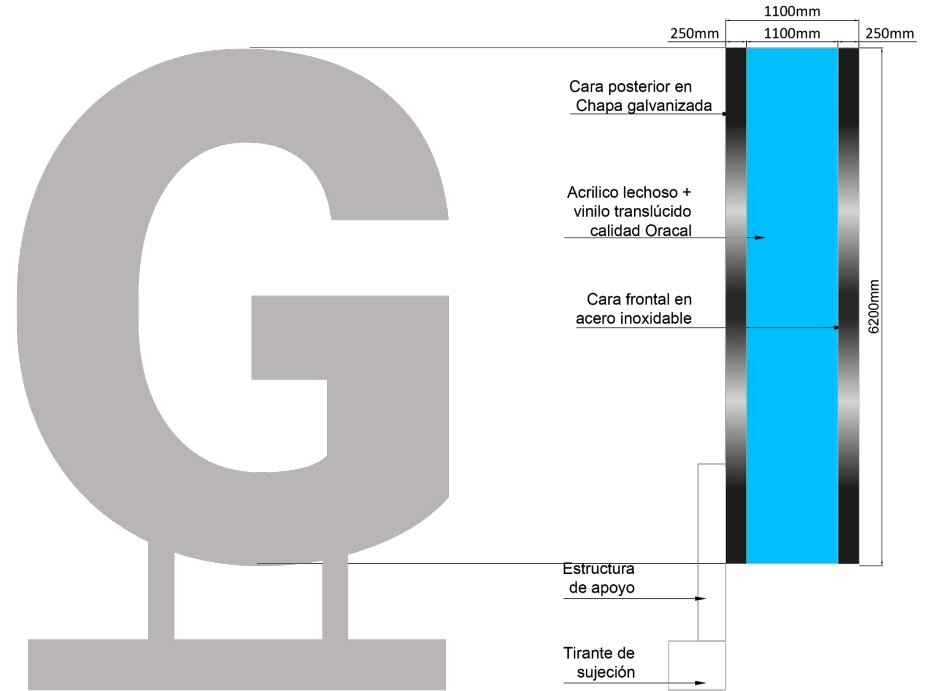 1100mm
250mm 1100mm 250mm
Cara posterior en
Chapa galvanizada
Acrilico lechoso +
vinilo translúcido
calidad Oracal
Cara frontal en
acero inoxidable
6200mm
Estructura
de apoyo
Tirante de
sujeción
G